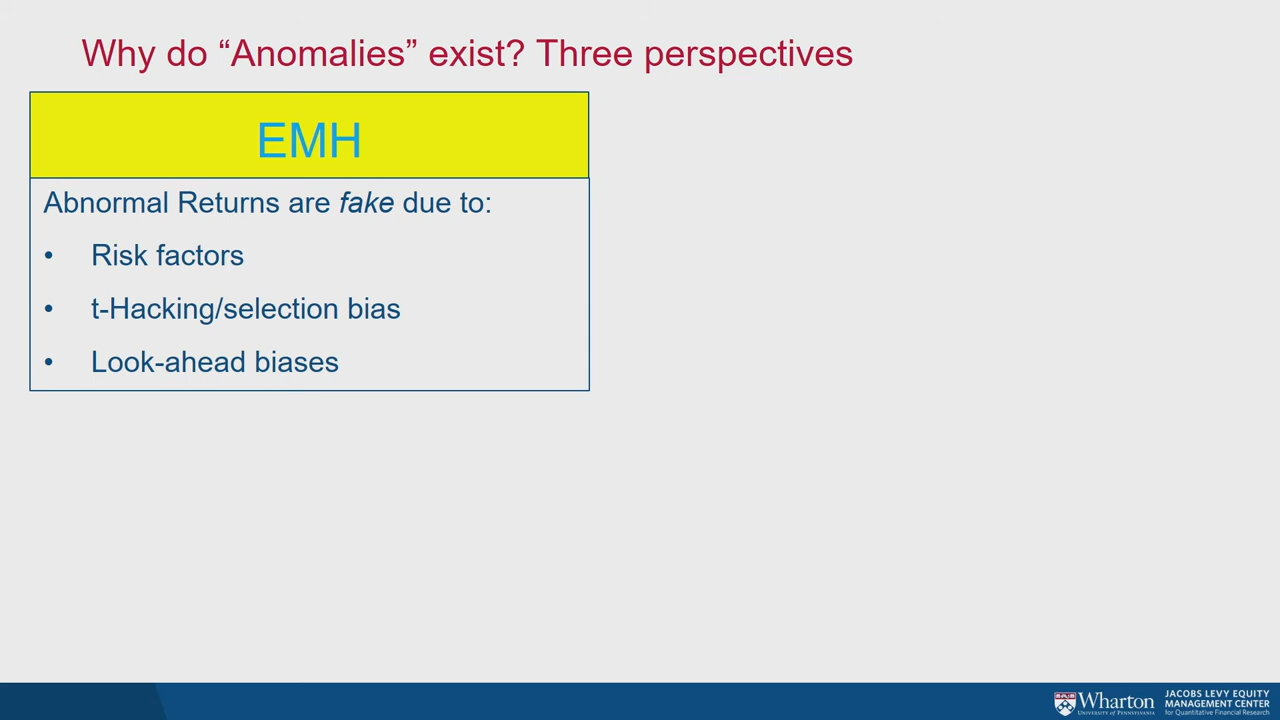 Why do “Anomalies” exist? Three perspectives
EMH
Abnormal Returns are fake due to:
• Risk factors
• t-Hacking/selection bias
• Look-ahead biases
Wharton
UNIVERSITY OF PENNSYLVANIA
JACOBS LEVY EQUITY
MANAGEMENT CENTER
for Quantitative Financial Research